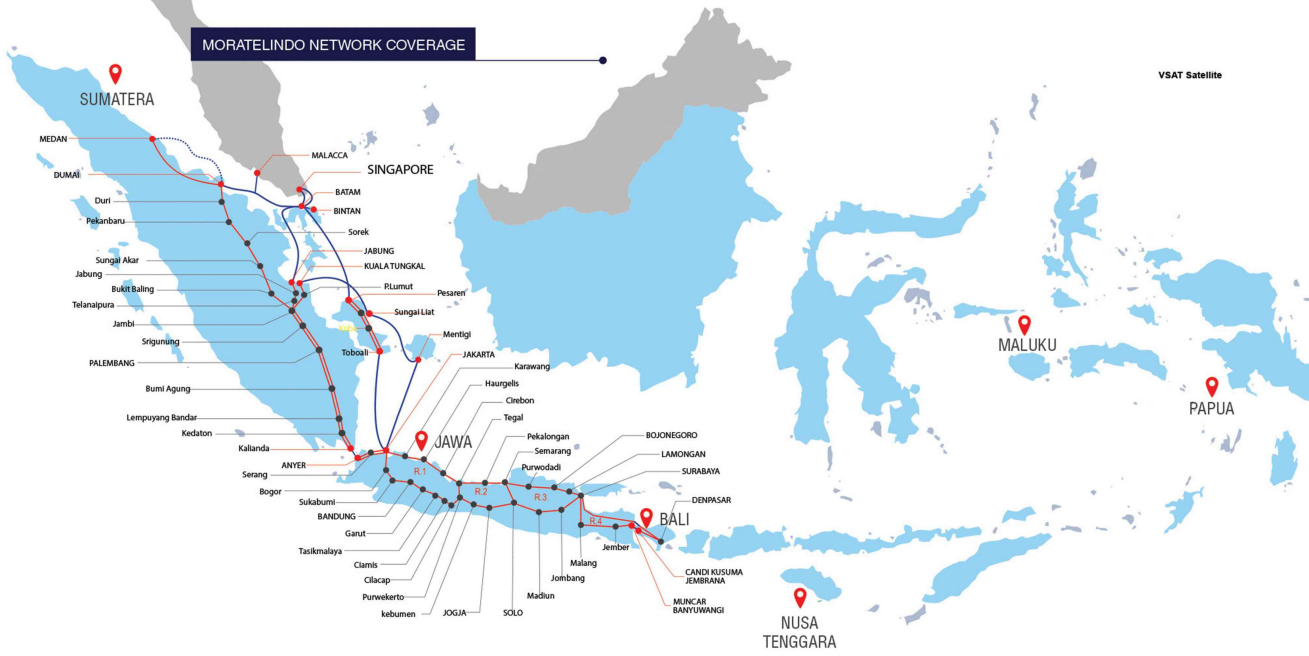 MORATELINDO NETWORK COVERAGE
VSAT Satellite
SUMATERA
MEDAN
MALACCA
SINGAPORE
DUMAI
BATAM
Duri
BINTAN
Pekanbaru
Sorek
JABUNG
Sungai Akar
KUALA TUNGKAL
Jabung
P.Lumut
Bukit Baling
Pesaren
Telanaipura
Sungai Liat
Jambi
Mentigi
Srigunung
Toboali
JAKARTA
PALEMBANG
Karawang
Haurgelis
Bumi Agung
Cirebon
Lempuyang Bandar
Tegal
Kedaton
Pekalongan
BOJONEGORO
Kalianda
JAWA
Semarang
LAMONGAN
ANYER
Purwodadi
SURABAYA
Serang
R.1
Bogor
R.2
R.3
DENPASAR
Sukabumi
BANDUNG
R.4
BALI
Garut
Jember
Tasikmalaya
Malang
Ciamis
CANDI KUSUMA
JEMBRANA
Cilacap
Jombang
Purwekerto
Madiun
MUNCAR
BANYUWANGI
kebumen
JOGJA
SOLO
MALUKU
PAPUA
NUSA
TENGGARA